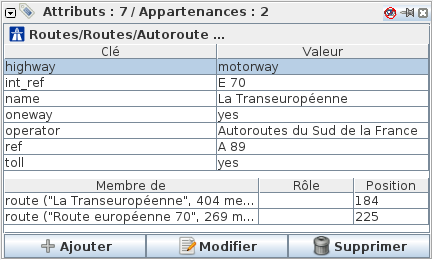 Attributs : 7 / Appartenances : 2
Routes/Routes/Autoroute ...
Clé Valeur
highway motorway
int_ref E 70
name La Transeuropéenne
oneway yes
operator Autoroutes du Sud de la France
ref A 89
toll yes
Membre de Rôle Position
route ("La Transeuropéenne", 404 me... 184
route ("Route européenne 70", 269 m... 225
Ajouter Modifier Supprimer